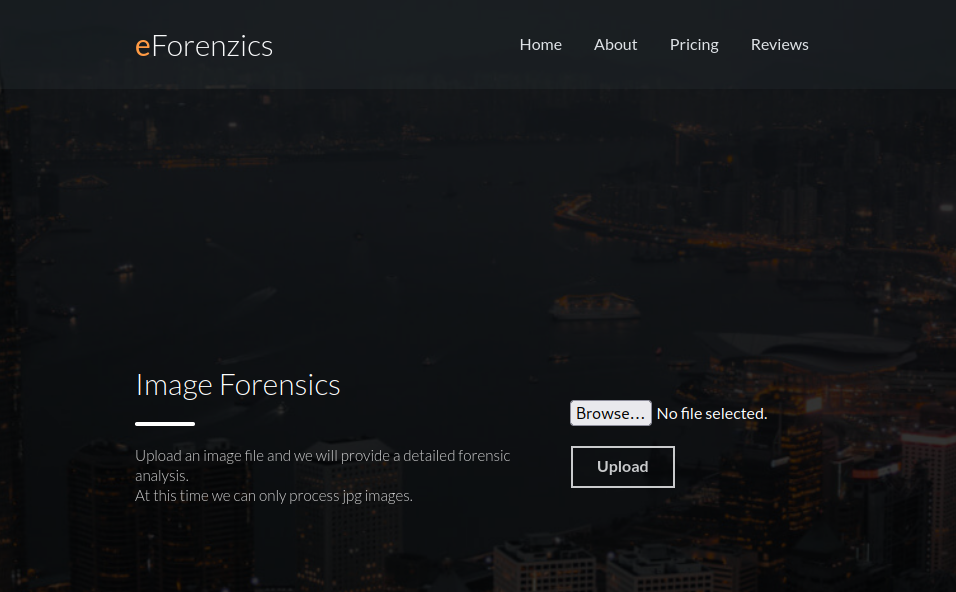 eForenzics
Home About Pricing Reviews
Image Forensics
Upload an image file and we will provide a detailed forensic
analysis.
At this time we can only process jpg images.
Browse... No file selected.
Upload